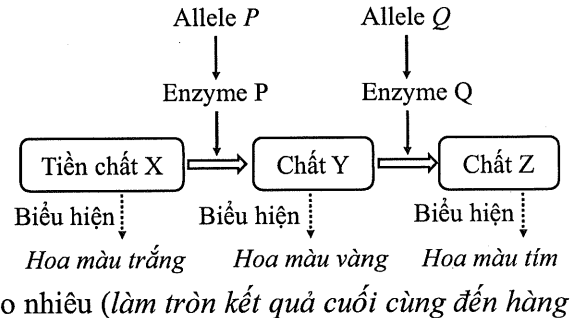 Allele P Allele Q
Enzyme P Enzyme Q
Tiền chất X Chất Y Chất Z
Biểu hiện Biểu hiện Biểu hiện
Hoa màu trắng Hoa màu vàng Hoa màu tím
o nhiêu (làm tròn kết quả cuối cùng đến hàng